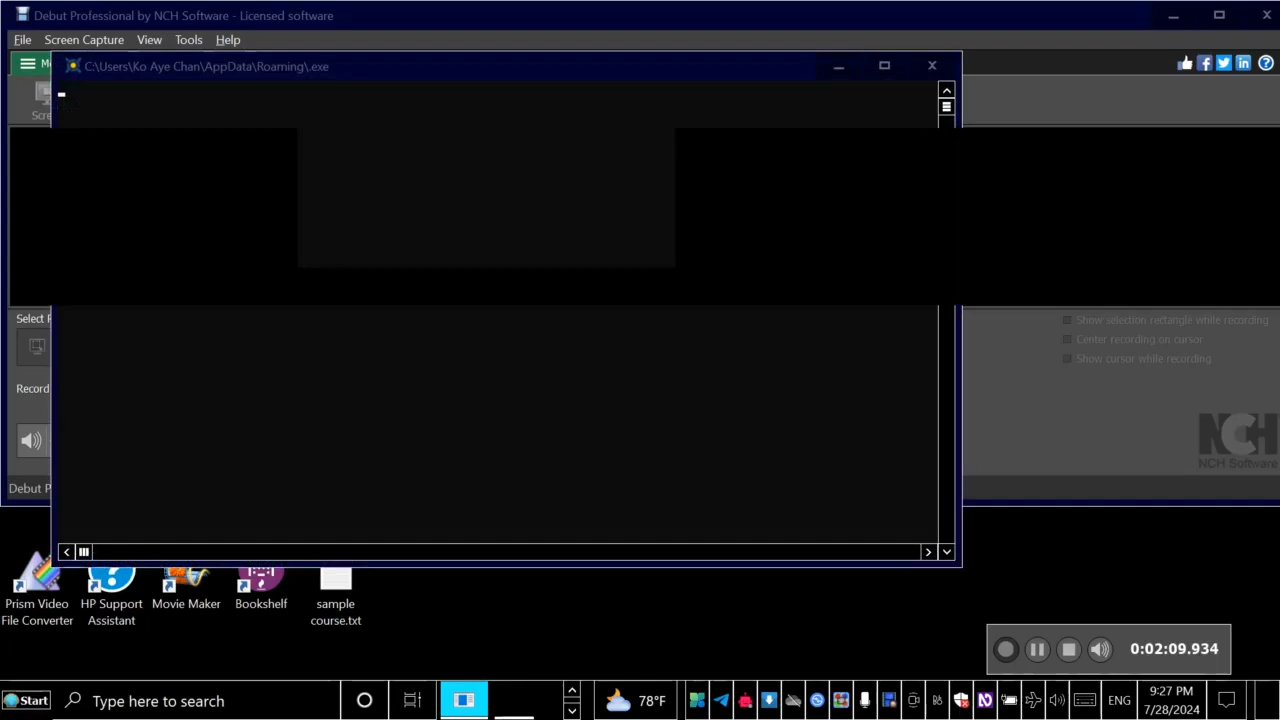 Debut Professional by NCH Software - Licensed software
File Screen Capture View Tools Help
C:\Users\Ko Aye Chan\AppData\Roaming\.exe
Select
Record
Show selection rectangle while recording
Center recording on cursor
Show cursor while recording
NCH
NCH Software
Debut P
Prism Video
File Converter
HP Support
Assistant
Movie Maker
Bookshelf
sample
course.txt
0:02:09.934
Start
Type here to search
78°F
ENG
9:27 PM
7/28/2024